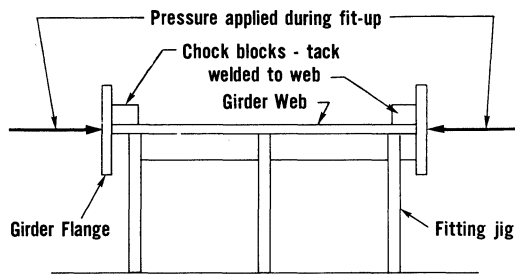 Pressure applied during fit-up
Chock blocks - tack
welded to web
Girder Web
Girder Flange
Fitting jig